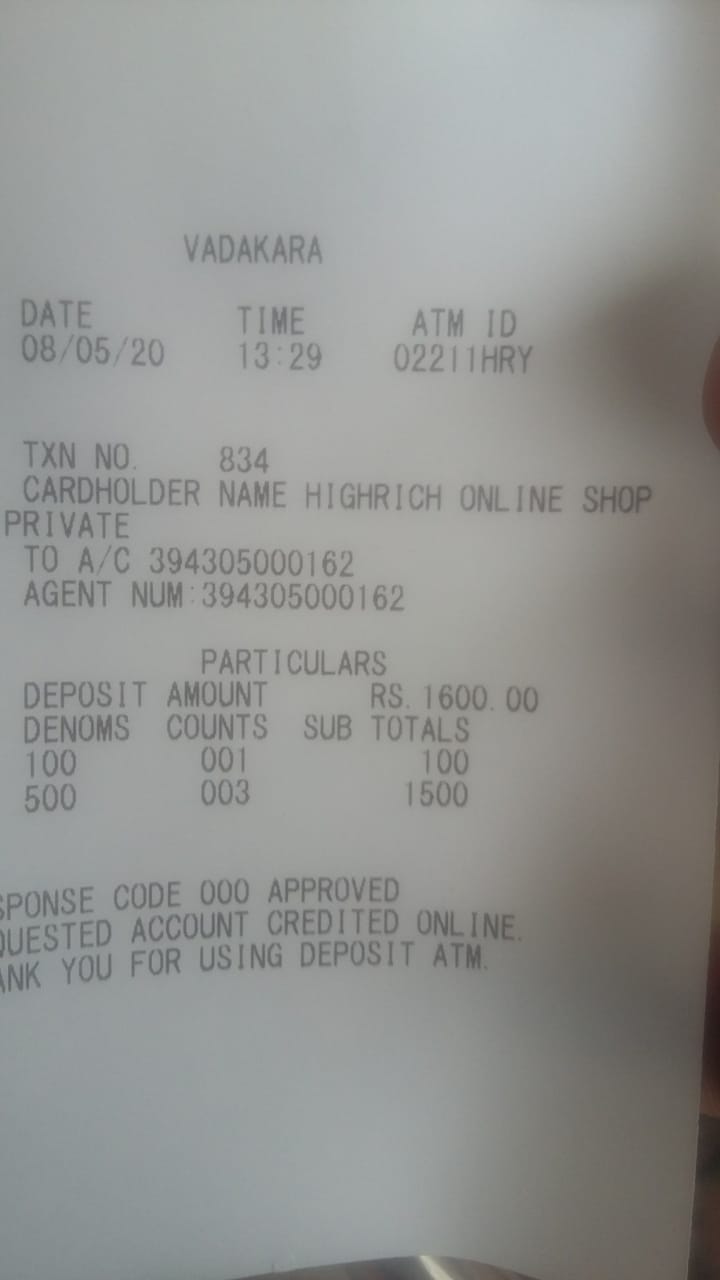 VADAKARA
DATE TIME ATM ID
08/05/20 13:29 02211HRY
TXN NO. 834
CARDHOLDER NAME HIGHRICH ONLINE SHOP
PRIVATE
TO A/C 394305000162
AGENT NUM:394305000162
PARTICULARS
DEPOSIT AMOUNT RS. 1600.00
DENOMS COUNTS SUB TOTALS
100 001 100
500 003 1500
SPONSE CODE 000 APPROVED
QUESTED ACCOUNT CREDITED ONLINE.
ANK YOU FOR USING DEPOSIT ATM.